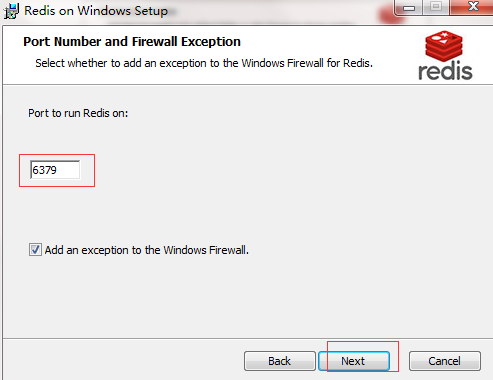 Redis on Windows Setup
Port Number and Firewall Exception
Select whether to add an exception to the Windows Firewall for Redis.
redis
Port to run Redis on:
6379
Add an exception to the Windows Firewall.
Back
Next
Cancel